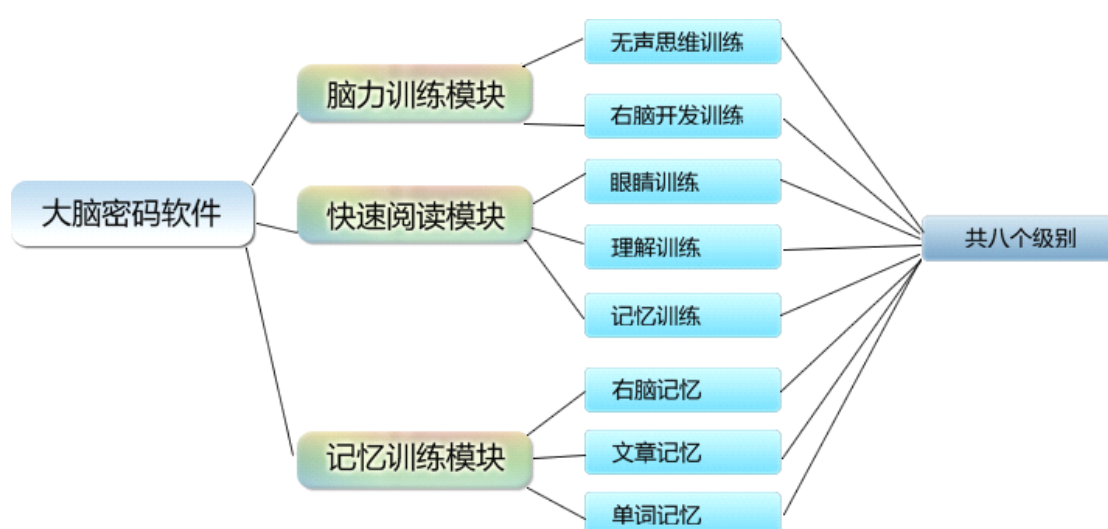 大脑密码软件
脑力训练模块
无声思维训练
右脑开发训练
快速阅读模块
眼睛训练
理解训练
记忆训练
记忆训练模块
右脑记忆
文章记忆
单词记忆
共八个级别